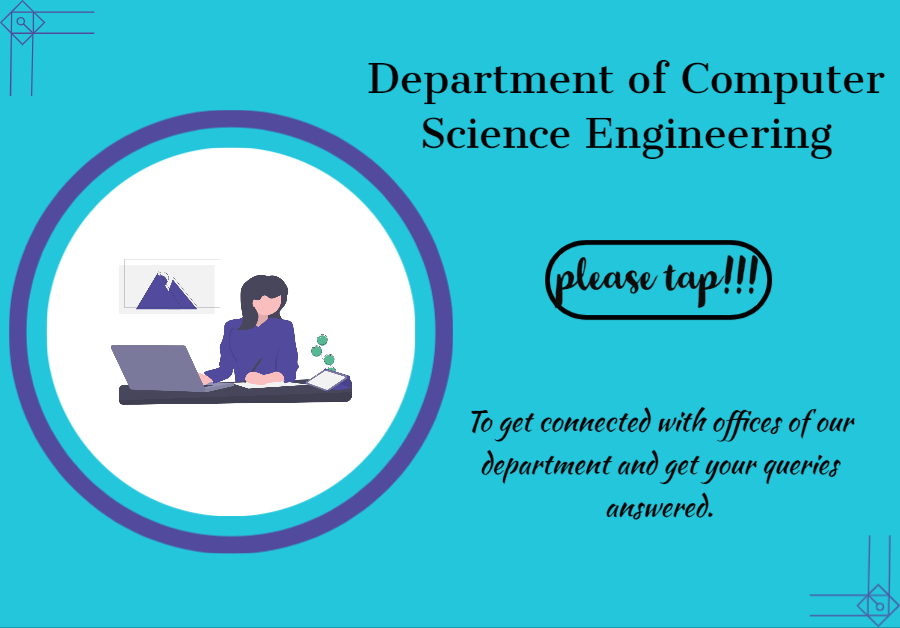 Department of Computer
Science Engineering
please tap!!!
To get connected with offices of our
department and get your queries
answered.